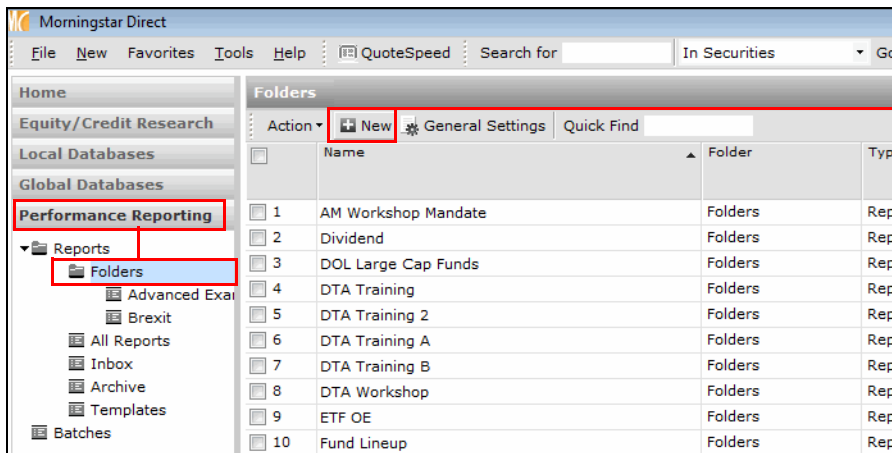 Morningstar Direct
File New Favorites Tools Help QuoteSpeed Search for In Securities Go
Home
Equity/Credit Research
Local Databases
Global Databases
Performance Reporting
Reports
Folders
Advanced Exa
Brexit
All Reports
Inbox
Archive
Templates
Batches
Folders
Action New General Settings Quick Find
Name Folder Typ
1 AM Workshop Mandate Folders Rep
2 Dividend Folders Rep
3 DOL Large Cap Funds Folders Rep
4 DTA Training Folders Rep
5 DTA Training 2 Folders Rep
6 DTA Training A Folders Rep
7 DTA Training B Folders Rep
8 DTA Workshop Folders Rep
9 ETF OE Folders Rep
10 Fund Lineup Folders Rep